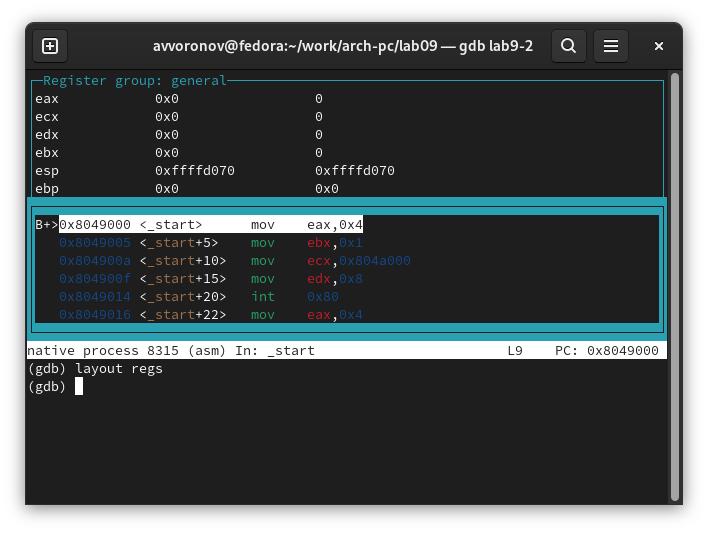 avvoronov@fedora:~/work/arch-pc/lab09 — gdb lab9-2
Register group: general
eax 0x0 0
ecx 0x0 0
edx 0x0 0
ebx 0x0 0
esp 0xffffd070 0xffffd070
ebp 0x0 0x0
B+>0x8049000 <_start> mov eax,0x4
0x8049005 <_start+5> mov ebx,0x1
0x804900a <_start+10> mov ecx,0x804a000
0x804900f <_start+15> mov edx,0x8
0x8049014 <_start+20> int 0x80
0x8049016 <_start+22> mov eax,0x4
native process 8315 (asm) In: _start L9 PC: 0x8049000
(gdb) layout regs
(gdb)